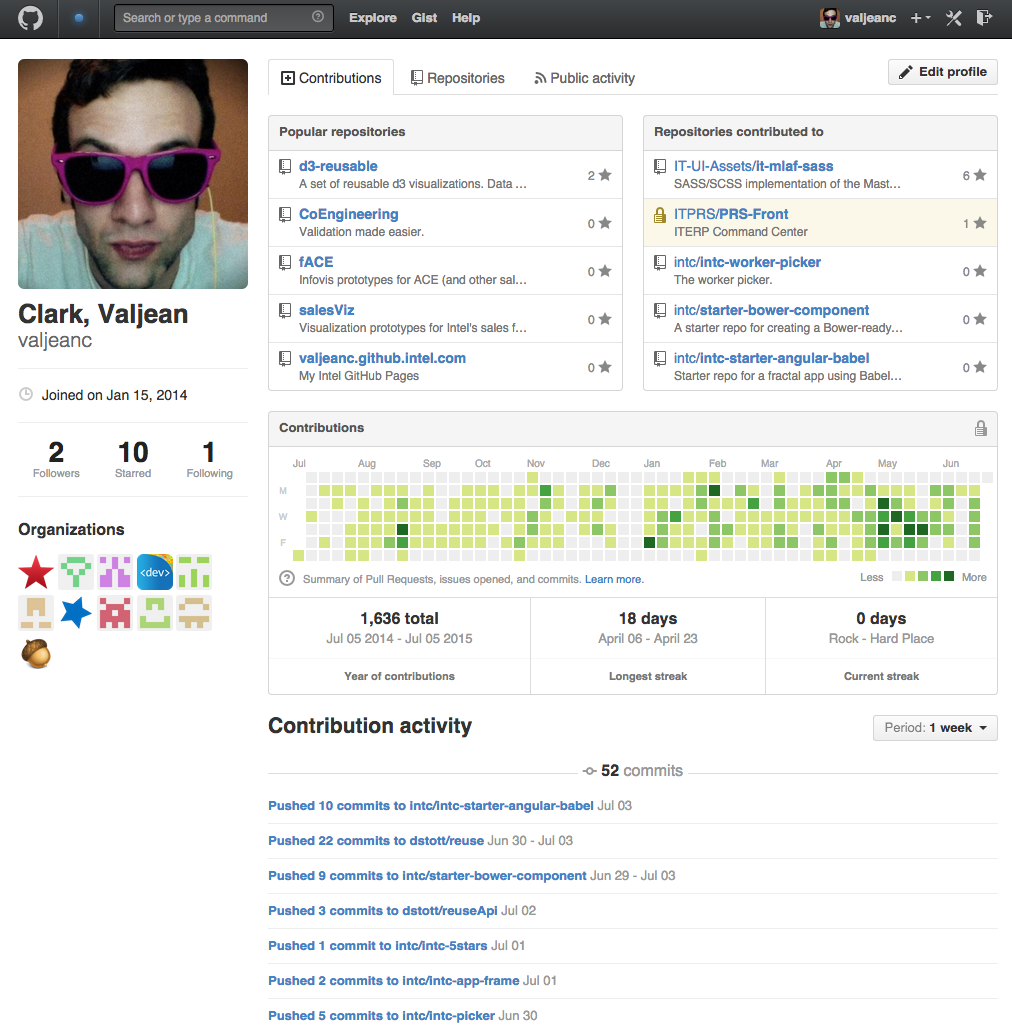 Search or type a command
Explore Gist Help
valjeanc
Contributions
Repositories
Public activity
Edit profile
Clark, Valjean
valjeanc
Joined on Jan 15, 2014
2 10 1
Followers Starred Following
Organizations
<dev>
Popular repositories
d3-reusable
A set of reusable d3 visualizations. Data ...
2
CoEngineering
Validation made easier.
0
fACE
Infovis prototypes for ACE (and other sal...
0
salesViz
Visualization prototypes for Intel's sales f...
0
valjeanc.github.intel.com
My Intel GitHub Pages
0
Repositories contributed to
IT-UI-Assets/it-mlaf-sass
SASS/SCSS implementation of the Mast...
6
ITPRS/PRS-Front
ITERP Command Center
1
intc/intc-worker-picker
The worker picker.
0
intc/starter-bower-component
A starter repo for creating a Bower-ready...
0
intc/intc-starter-angular-babel
Starter repo for a fractal app using Babel...
0
Contributions
Jul Aug Sep Oct Nov Dec Jan Feb Mar Apr May Jun
M
W
F
? Summary of Pull Requests, issues opened, and commits. Learn more.
Less More
1,636 total
Jul 05 2014 - Jul 05 2015
Year of contributions
18 days
April 06 - April 23
Longest streak
0 days
Rock - Hard Place
Current streak
Contribution activity
Period: 1 week
52 commits
Pushed 10 commits to intc/intc-starter-angular-babel Jul 03
Pushed 22 commits to dstott/reuse Jun 30 - Jul 03
Pushed 9 commits to intc/starter-bower-component Jun 29 - Jul 03
Pushed 3 commits to dstott/reuseApi Jul 02
Pushed 1 commit to intc/intc-5stars Jul 01
Pushed 2 commits to intc/intc-app-frame Jul 01
Pushed 5 commits to intc/intc-picker Jun 30